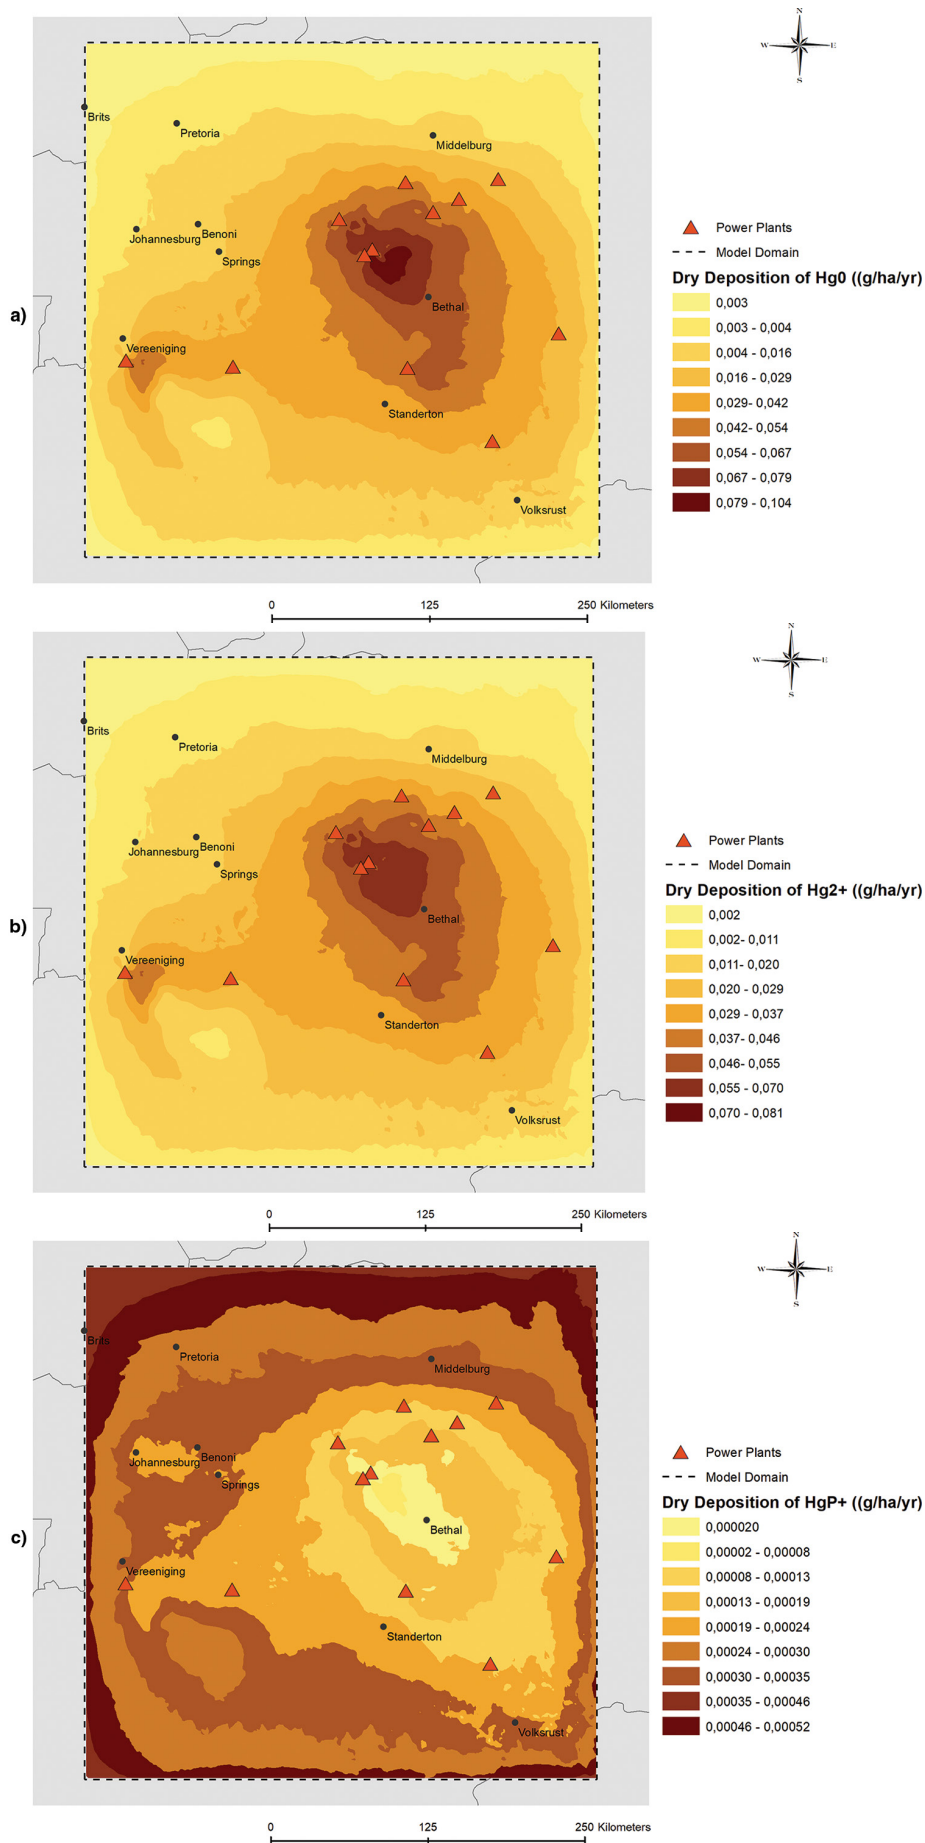 N
W E
S
Brits
Pretoria
Middelburg
Johannesburg
Benoni
Springs
Bethal
Vereeniging
Standerton
Volksrust
a)
Power Plants
Model Domain
Dry Deposition of Hg0 ((g/ha/yr)
0,003
0,003 - 0,004
0,004 - 0,016
0,016 - 0,029
0,029- 0,042
0,042- 0,054
0,054 - 0,067
0,067 - 0,079
0,079 - 0,104
0 125 250 Kilometers
N
W E
S
Brits
Pretoria
Middelburg
Johannesburg
Benoni
Springs
Bethal
Vereeniging
Standerton
Volksrust
b)
Power Plants
Model Domain
Dry Deposition of Hg2+ ((g/ha/yr)
0,002
0,002- 0,011
0,011- 0,020
0,020 - 0,029
0,029 - 0,037
0,037- 0,046
0,046- 0,055
0,055 - 0,070
0,070 - 0,081
0 125 250 Kilometers
N
W E
S
Brits
Pretoria
Middelburg
Johannesburg
Benoni
Springs
Bethal
Vereeniging
Standerton
Volksrust
c)
Power Plants
Model Domain
Dry Deposition of HgP+ ((g/ha/yr)
0,000020
0,00002 - 0,00008
0,00008 - 0,00013
0,00013 - 0,00019
0,00019 - 0,00024
0,00024 - 0,00030
0,00030 - 0,00035
0,00035 - 0,00046
0,00046 - 0,00052
0 125 250 Kilometers